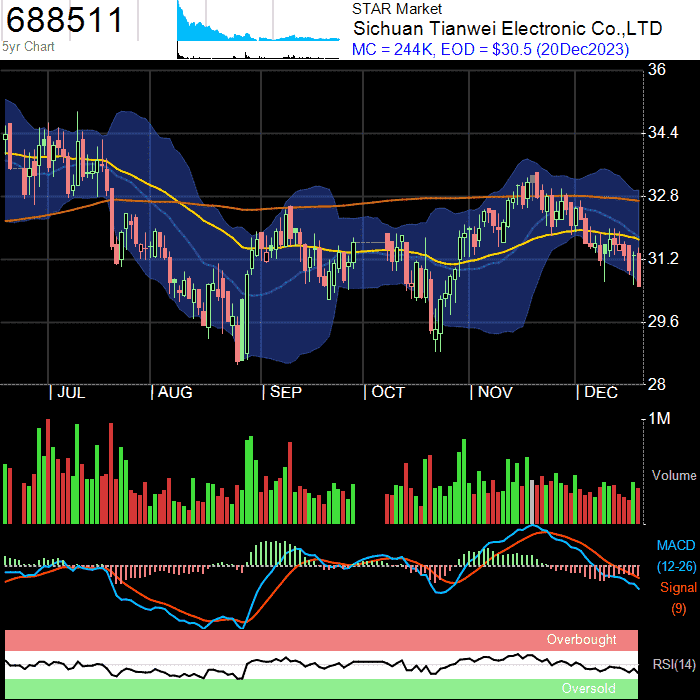 688511
5yr Chart
STAR Market
Sichuan Tianwei Electronic Co.,LTD
MC = 244K, EOD = $30.5 (20Dec2023)
36
34.4
32.8
31.2
29.6
28
JUL
AUG
SEP
OCT
NOV
DEC
1M
Volume
MACD
(12-26)
Signal
(9)
Overbought
RSI(14)
Oversold